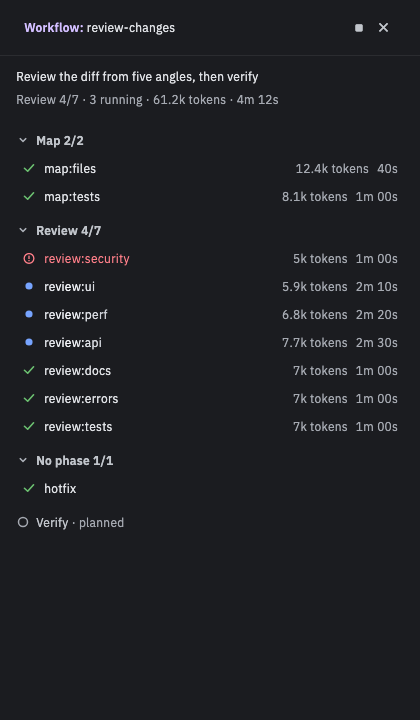 Workflow: review-changes
Review the diff from five angles, then verify
Review 4/7 · 3 running · 61.2k tokens · 4m 12s
Map 2/2
map:files 12.4k tokens 40s
map:tests 8.1k tokens 1m 00s
Review 4/7
review:security 5k tokens 1m 00s
review:ui 5.9k tokens 2m 10s
review:perf 6.8k tokens 2m 20s
review:api 7.7k tokens 2m 30s
review:docs 7k tokens 1m 00s
review:errors 7k tokens 1m 00s
review:tests 7k tokens 1m 00s
No phase 1/1
hotfix
Verify · planned